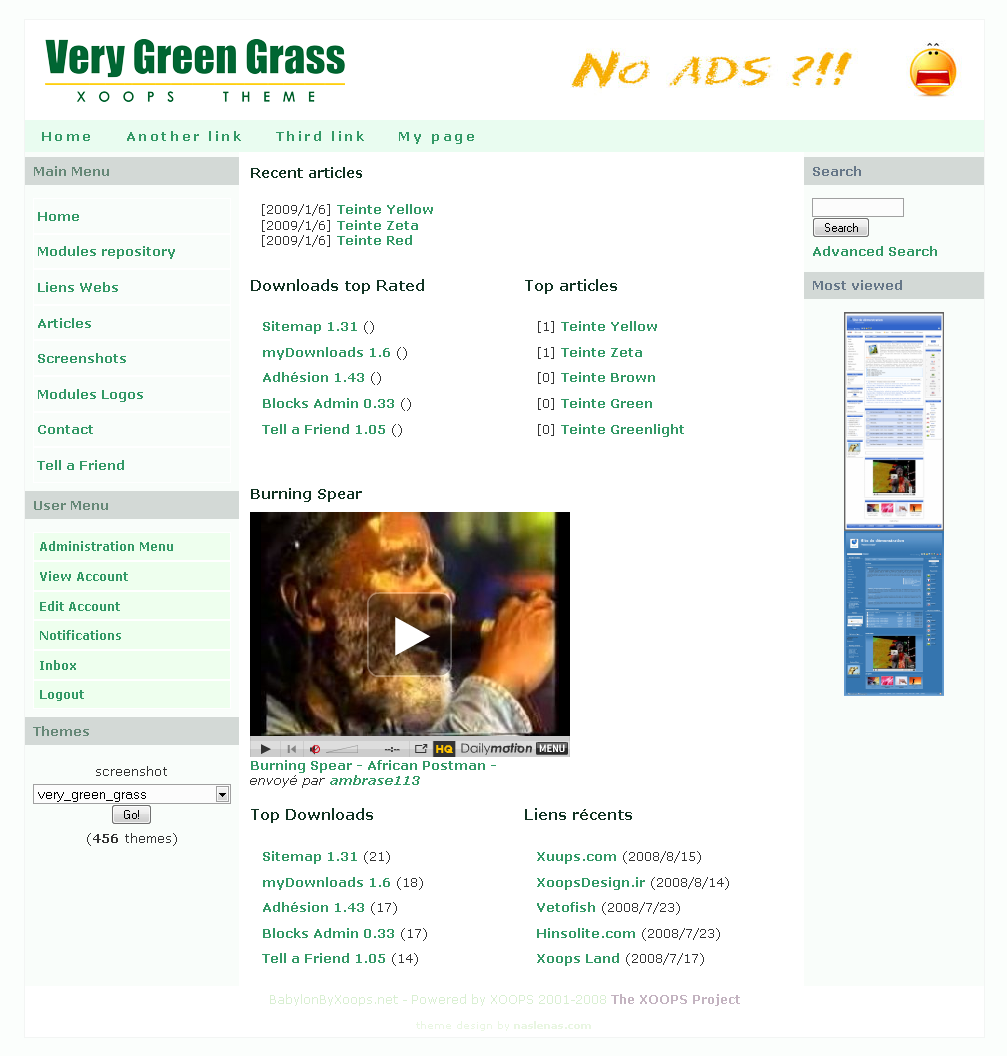 Very Green Grass
XOOPS THEME
No ADS ?!!
Home Another link Third link My page
Main Menu
Home
Modules repository
Liens Webs
Articles
Screenshots
Modules Logos
Contact
Tell a Friend
User Menu
Administration Menu
View Account
Edit Account
Notifications
Inbox
Logout
Themes
screenshot
very_green_grass
Go!
(456 themes)
Recent articles
[2009/1/6] Teinte Yellow
[2009/1/6] Teinte Zeta
[2009/1/6] Teinte Red
Downloads top Rated
Sitemap 1.31 ()
myDownloads 1.6 ()
Adhésion 1.43 ()
Blocks Admin 0.33 ()
Tell a Friend 1.05 ()
Top articles
[1] Teinte Yellow
[1] Teinte Zeta
[0] Teinte Brown
[0] Teinte Green
[0] Teinte Greenlight
Burning Spear
--:-- HQ Dailymotion MENU
Burning Spear - African Postman -
envoyé par ambrase113
Top Downloads
Sitemap 1.31 (21)
myDownloads 1.6 (18)
Adhésion 1.43 (17)
Blocks Admin 0.33 (17)
Tell a Friend 1.05 (14)
Liens récents
Xuups.com (2008/8/15)
XoopsDesign.ir (2008/8/14)
Vetofish (2008/7/23)
Hinsolite.com (2008/7/23)
Xoops Land (2008/7/17)
Search
Search
Advanced Search
Most viewed
BabylonByXoops.net - Powered by XOOPS 2001-2008 The XOOPS Project
theme design by naslenas.com